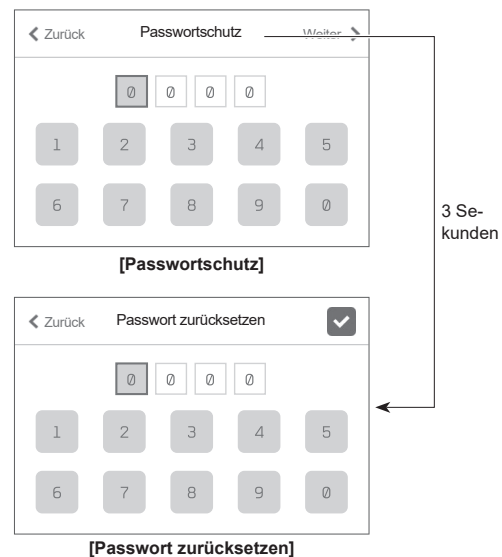 Zurück Passwortschutz Weiter
0 0 0 0
1 2 3 4 5
6 7 8 9 0
[Passwortschutz]
3 Se-
kunden
Zurück Passwort zurücksetzen
0 0 0 0
1 2 3 4 5
6 7 8 9 0
[Passwort zurücksetzen]